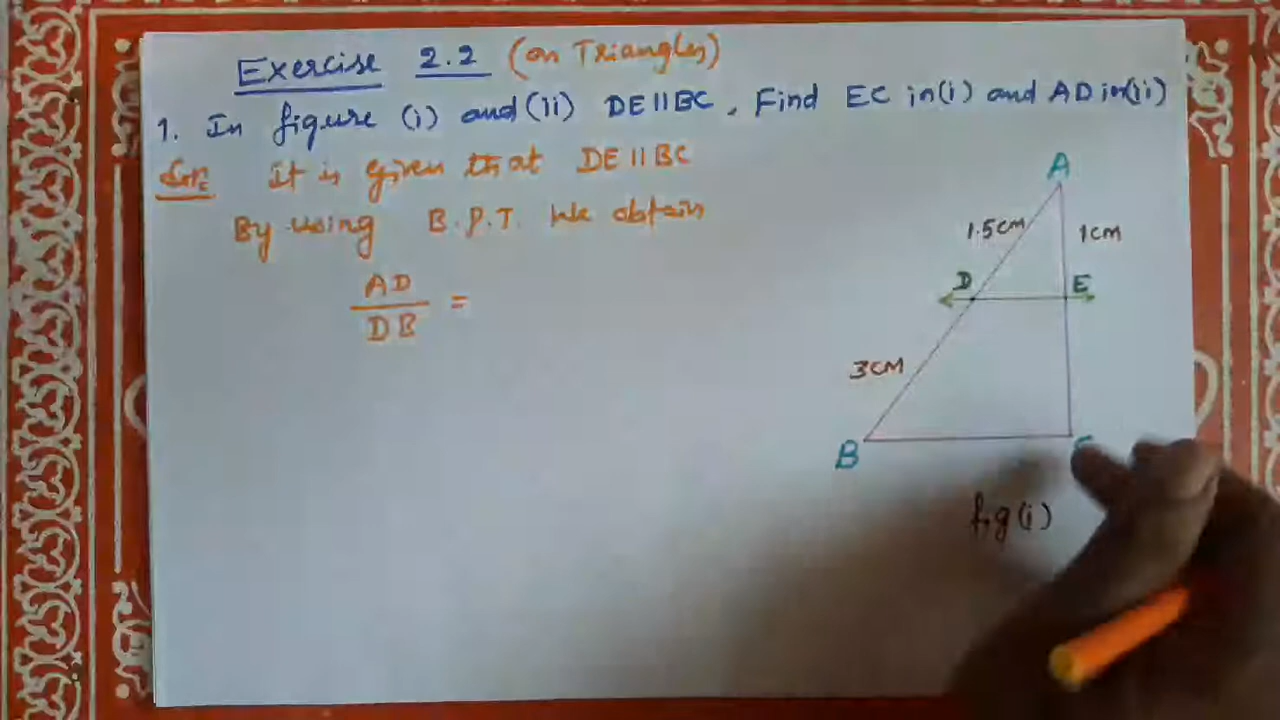 Exercise 2.2 (on Triangles)
1. In figure (i) and (ii) DE || BC, Find EC in (i) and AD in (ii)
Soln: It is given that DE || BC
By using B.P.T. we obtain
AD
DB
=
A
1.5cm
1cm
D
E
3cm
B
fig (i)